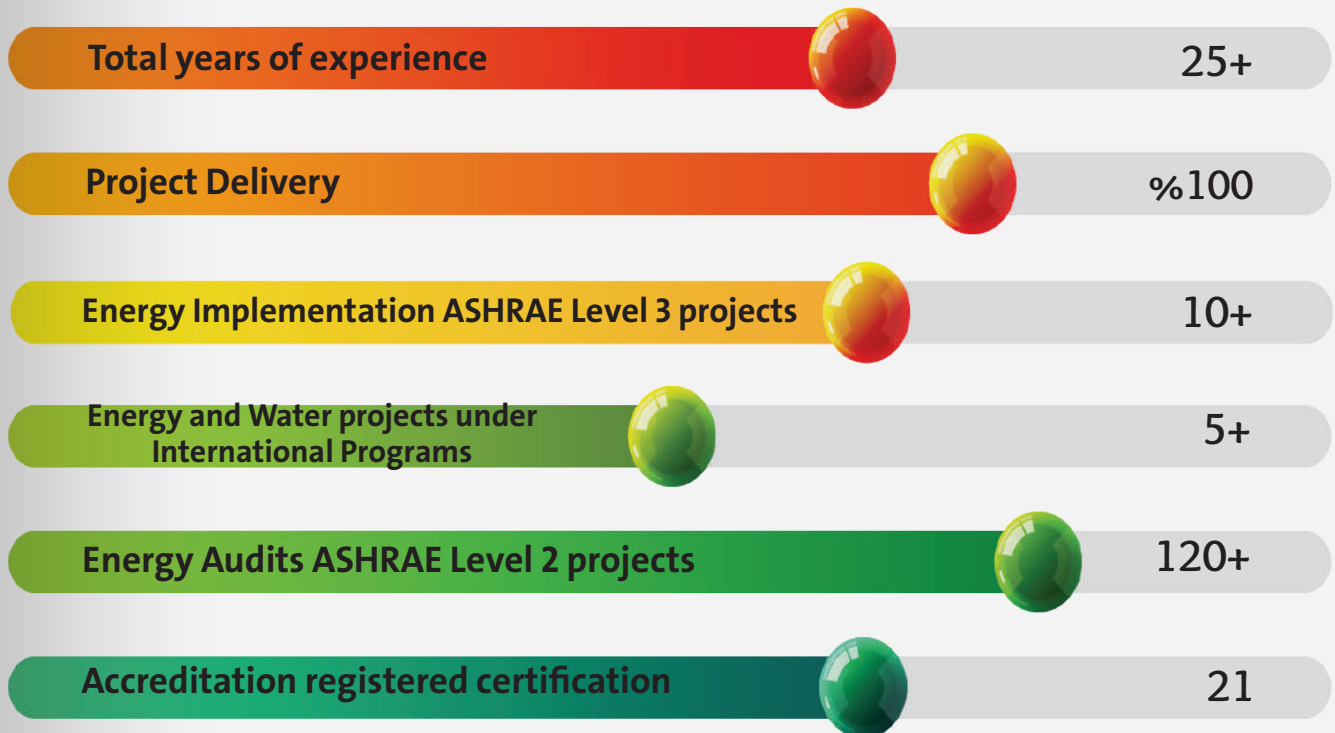 Total years of experience 25+
Project Delivery %100
Energy Implementation ASHRAE Level 3 projects 10+
Energy and Water projects under
International Programs 5+
Energy Audits ASHRAE Level 2 projects 120+
Accreditation registered certification 21